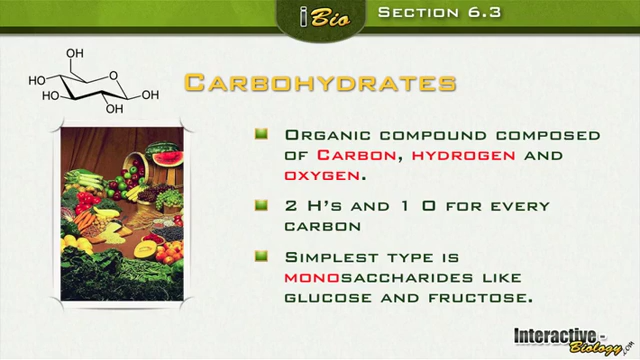 iBio
Section 6.3
Carbohydrates
OH
HO
O
HO
OH
OH
Organic compound composed
of Carbon, hydrogen and
oxygen.
2 H's and 1 O for every
carbon
Simplest type is
monosaccharides like
glucose and fructose.
Interactive-
Biology.com